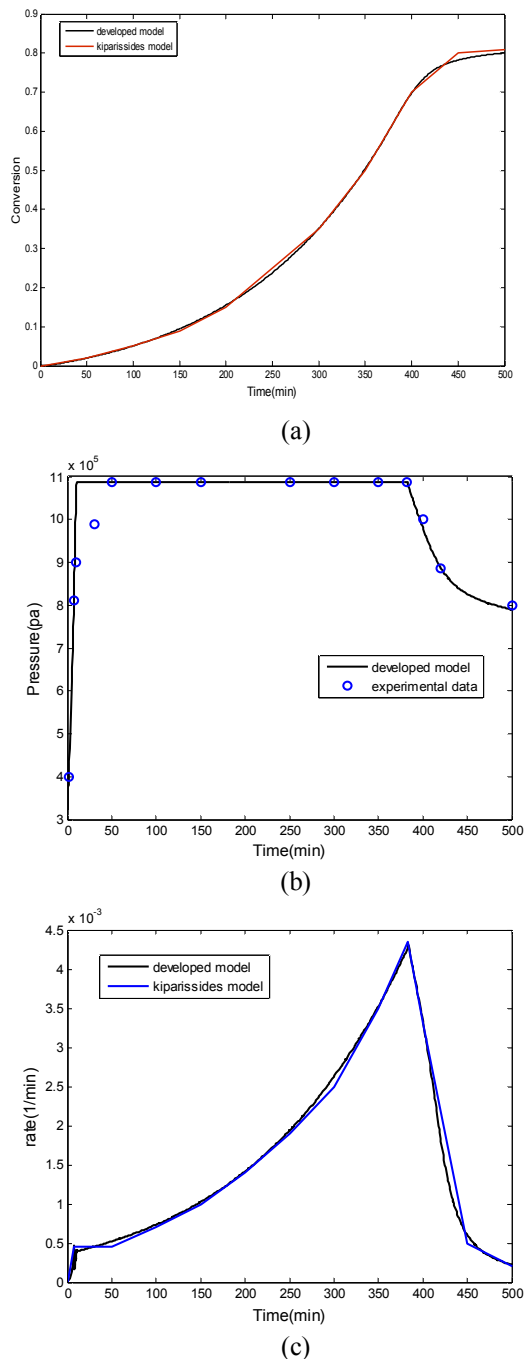 0.9
developed model
kiparissides model
0.8
0.7
0.6
0.5
Conversion
0.4
0.3
0.2
0.1
0
0 50 100 150 200 250 300 350 400 450 500
Time(min)
(a)
x 10^5
11
10
9
8
7
Pressure(pa)
developed model
experimental data
6
5
4
3
0 50 100 150 200 250 300 350 400 450 500
Time(min)
(b)
x 10^-3
4.5
developed model
kiparissides model
4
3.5
3
2.5
rate(1/min)
2
1.5
1
0.5
0
0 50 100 150 200 250 300 350 400 450 500
Time(min)
(c)